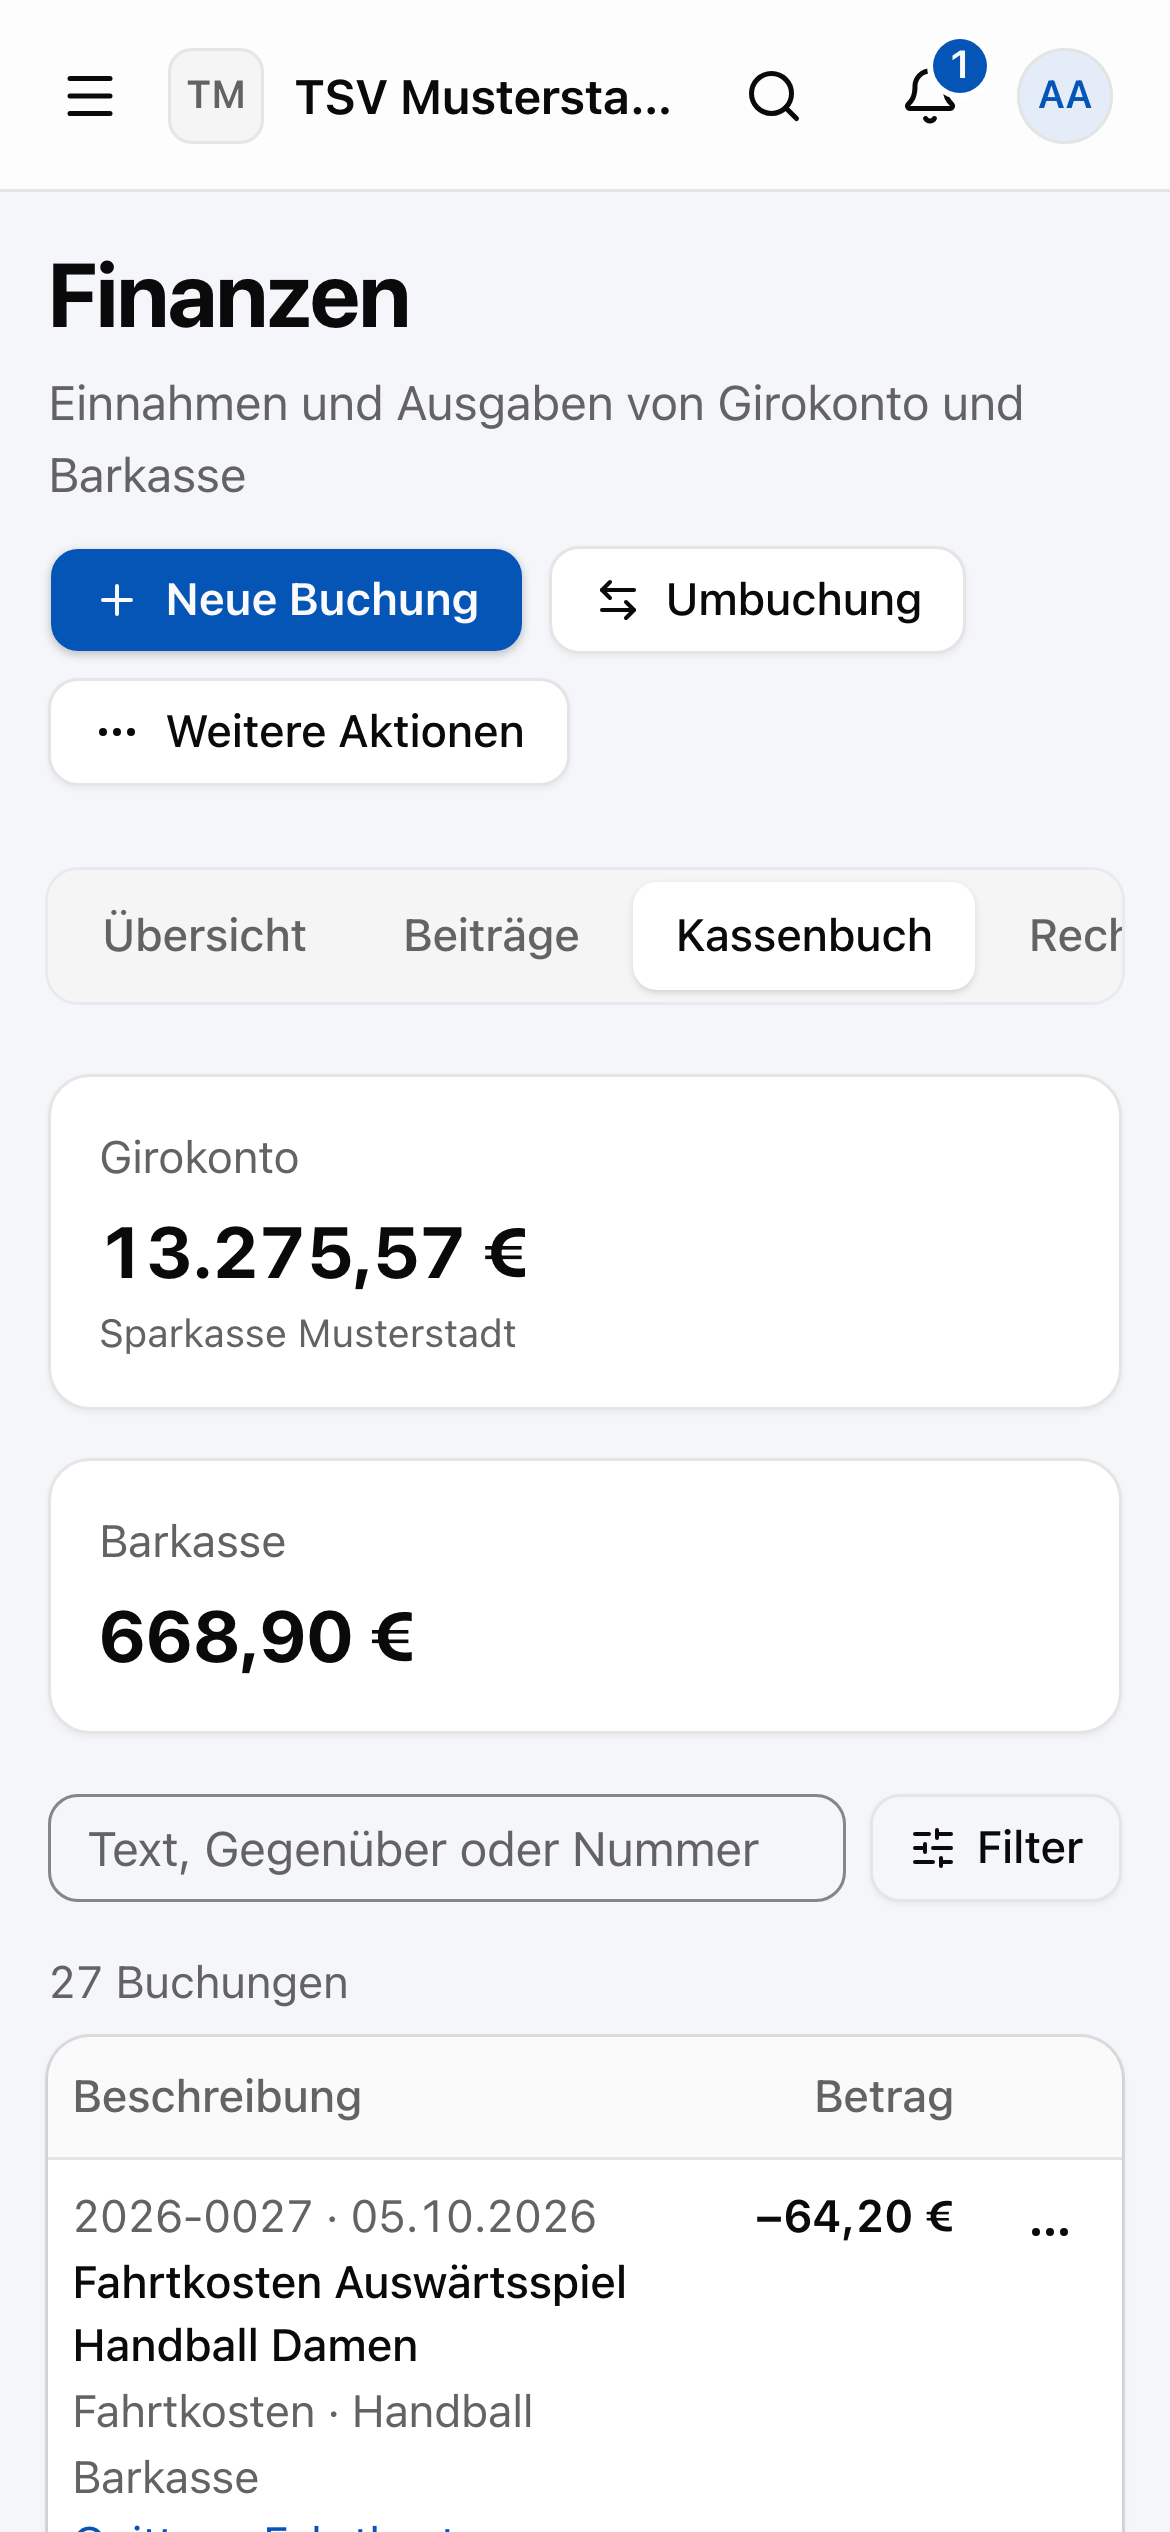 TM TSV Mustersta... 1 AA
Finanzen
Einnahmen und Ausgaben von Girokonto und
Barkasse
+ Neue Buchung Umbuchung
... Weitere Aktionen
Übersicht Beiträge Kassenbuch Rech
Girokonto
13.275,57 €
Sparkasse Musterstadt
Barkasse
668,90 €
Text, Gegenüber oder Nummer Filter
27 Buchungen
Beschreibung Betrag
2026-0027 · 05.10.2026 −64,20 € ...
Fahrtkosten Auswärtsspiel
Handball Damen
Fahrtkosten · Handball
Barkasse